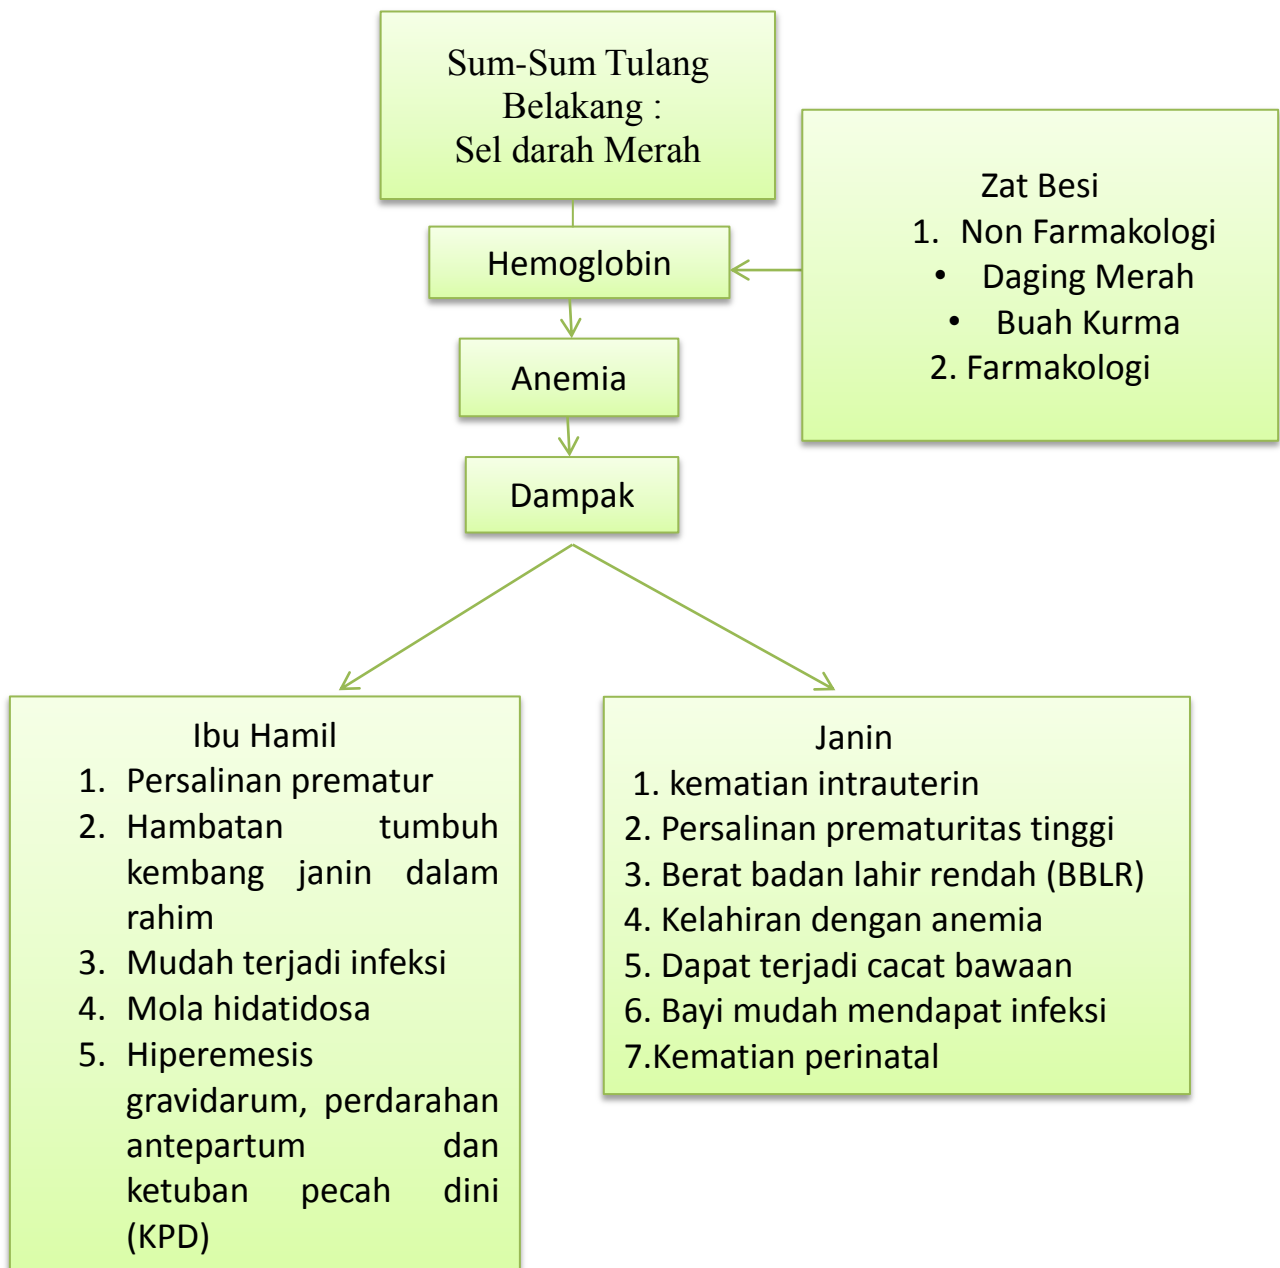 Sum-Sum Tulang
Belakang :
Sel darah Merah
Zat Besi
1. Non Farmakologi
• Daging Merah
• Buah Kurma
2. Farmakologi
Hemoglobin
Anemia
Dampak
Ibu Hamil
1. Persalinan prematur
2. Hambatan tumbuh
kembang janin dalam
rahim
3. Mudah terjadi infeksi
4. Mola hidatidosa
5. Hiperemesis
gravidarum, perdarahan
antepartum dan
ketuban pecah dini
(KPD)
Janin
1. kematian intrauterin
2. Persalinan prematuritas tinggi
3. Berat badan lahir rendah (BBLR)
4. Kelahiran dengan anemia
5. Dapat terjadi cacat bawaan
6. Bayi mudah mendapat infeksi
7.Kematian perinatal